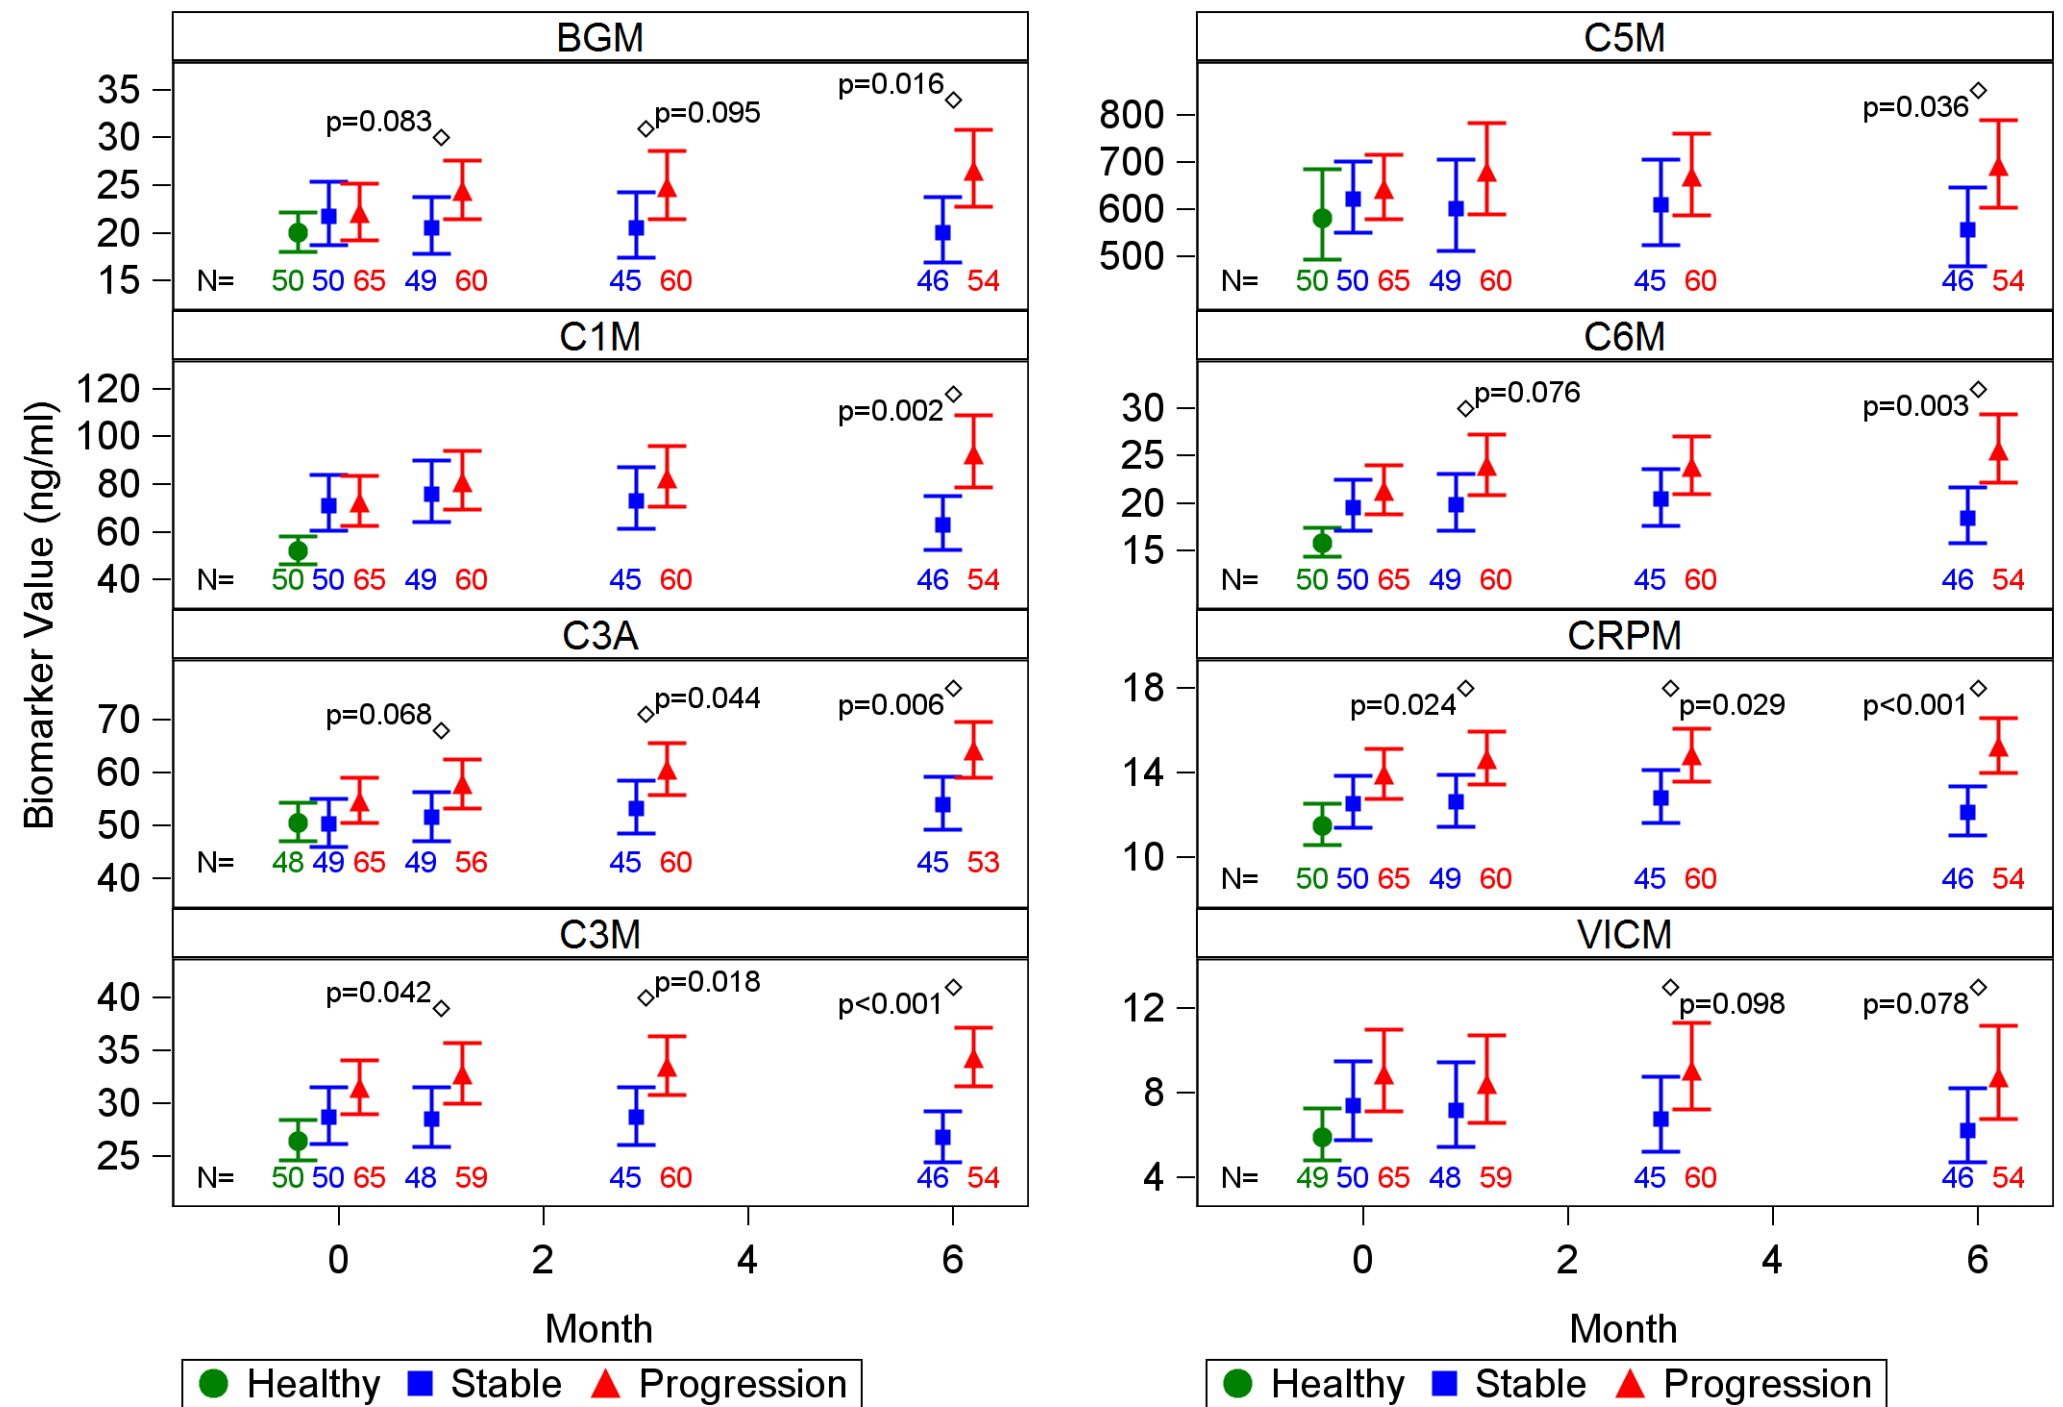 BGM
35
30
25
20
15
p=0.083
p=0.095
p=0.016
N= 50 50 65 49 60 45 60 46 54
C1M
120
100
80
60
40
p=0.002
N= 50 50 65 49 60 45 60 46 54
C3A
70
60
50
40
p=0.068
p=0.044
p=0.006
N= 48 49 65 49 56 45 60 45 53
C3M
40
35
30
25
p=0.042
p=0.018
p<0.001
N= 50 50 65 48 59 45 60 46 54
0 2 4 6
Month
Healthy Stable Progression
Biomarker Value (ng/ml)
C5M
800
700
600
500
p=0.036
N= 50 50 65 49 60 45 60 46 54
C6M
30
25
20
15
p=0.076
p=0.003
N= 50 50 65 49 60 45 60 46 54
CRPM
18
14
10
p=0.024
p=0.029
p<0.001
N= 50 50 65 49 60 45 60 46 54
VICM
12
8
4
p=0.098
p=0.078
N= 49 50 65 48 59 45 60 46 54
0 2 4 6
Month
Healthy Stable Progression